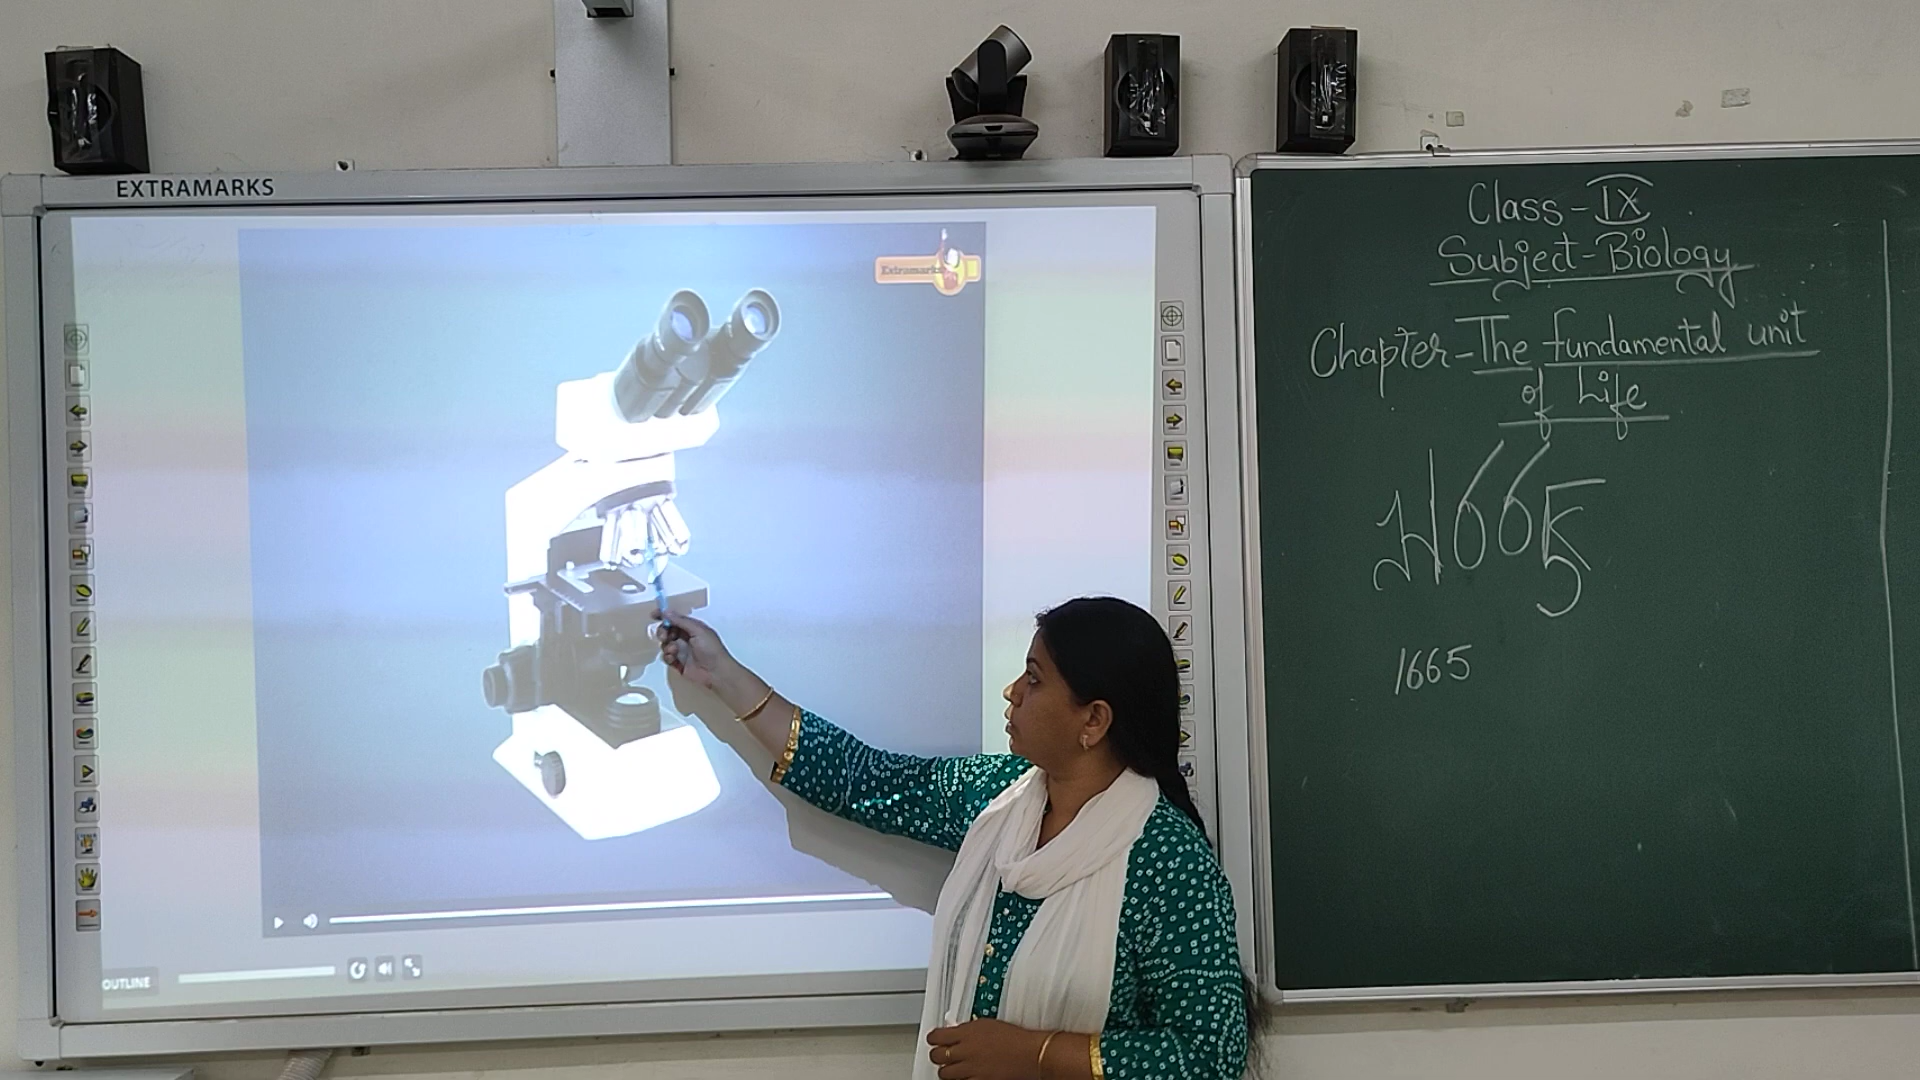 EXTRAMARKS
Extramarks
OUTLINE
Class-IX
Subject-Biology
Chapter-The fundamental unit
of Life
1665
1665